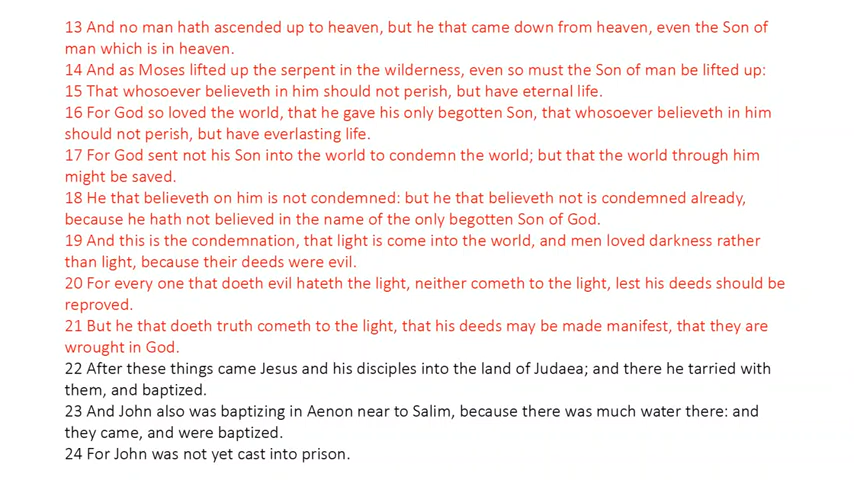 13 And no man hath ascended up to heaven, but he that came down from heaven, even the Son of
man which is in heaven.
14 And as Moses lifted up the serpent in the wilderness, even so must the Son of man be lifted up:
15 That whosoever believeth in him should not perish, but have eternal life.
16 For God so loved the world, that he gave his only begotten Son, that whosoever believeth in him
should not perish, but have everlasting life.
17 For God sent not his Son into the world to condemn the world; but that the world through him
might be saved.
18 He that believeth on him is not condemned: but he that believeth not is condemned already,
because he hath not believed in the name of the only begotten Son of God.
19 And this is the condemnation, that light is come into the world, and men loved darkness rather
than light, because their deeds were evil.
20 For every one that doeth evil hateth the light, neither cometh to the light, lest his deeds should be
reproved.
21 But he that doeth truth cometh to the light, that his deeds may be made manifest, that they are
wrought in God.
22 After these things came Jesus and his disciples into the land of Judaea; and there he tarried with
them, and baptized.
23 And John also was baptizing in Aenon near to Salim, because there was much water there: and
they came, and were baptized.
24 For John was not yet cast into prison.